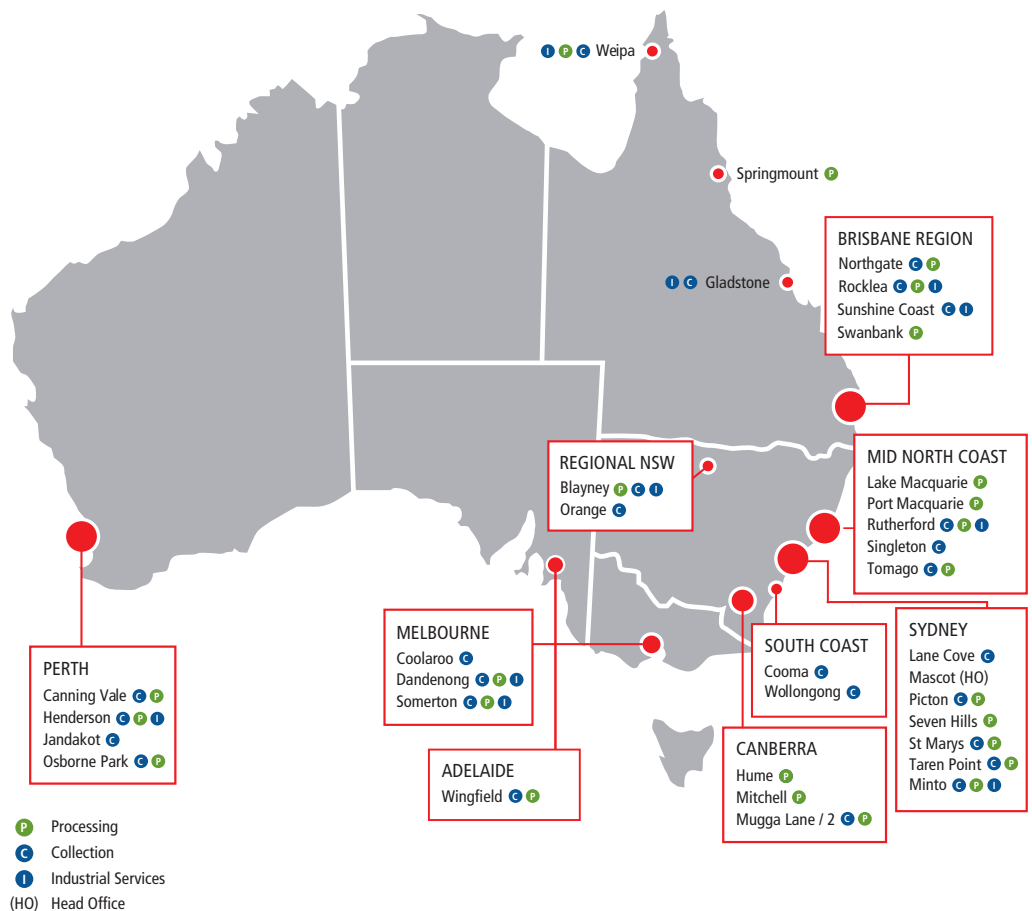 I P C Weipa
Springmount P
I C Gladstone
BRISBANE REGION
Northgate C P
Rocklea C P I
Sunshine Coast C I
Swanbank P
REGIONAL NSW
Blayney P C I
Orange C
MID NORTH COAST
Lake Macquarie P
Port Macquarie P
Rutherford C P I
Singleton C
Tomago C P
SYDNEY
Lane Cove C
Mascot (HO)
Picton C P
Seven Hills P
St Marys C P
Taren Point C P
Minto C P I
SOUTH COAST
Cooma C
Wollongong C
CANBERRA
Hume P
Mitchell P
Mugga Lane / 2 C P
MELBOURNE
Coolaroo C
Dandenong C P I
Somerton C P I
ADELAIDE
Wingfield C P
PERTH
Canning Vale C P
Henderson C P I
Jandakot C
Osborne Park C P
P Processing
C Collection
I Industrial Services
(HO) Head Office